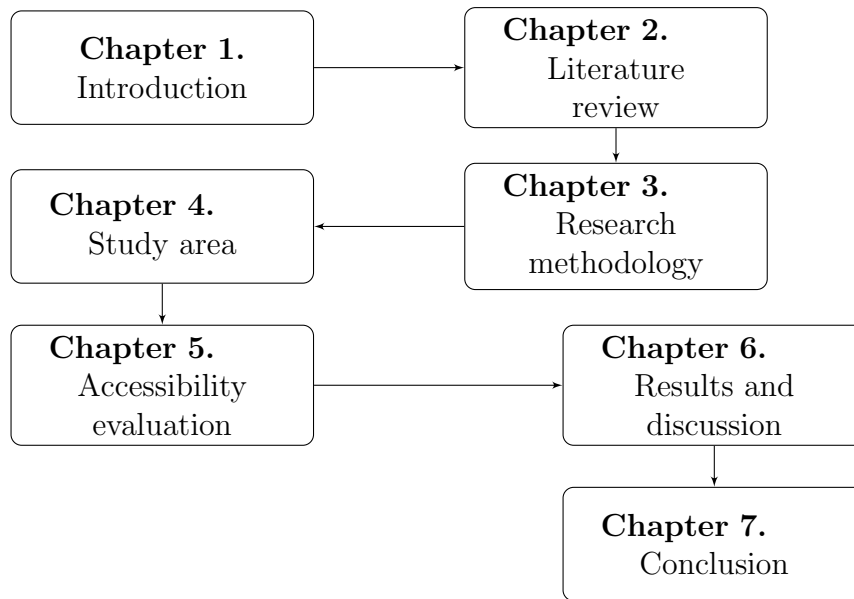 Chapter 1.
Introduction
Chapter 2.
Literature
review
Chapter 3.
Research
methodology
Chapter 4.
Study area
Chapter 5.
Accessibility
evaluation
Chapter 6.
Results and
discussion
Chapter 7.
Conclusion